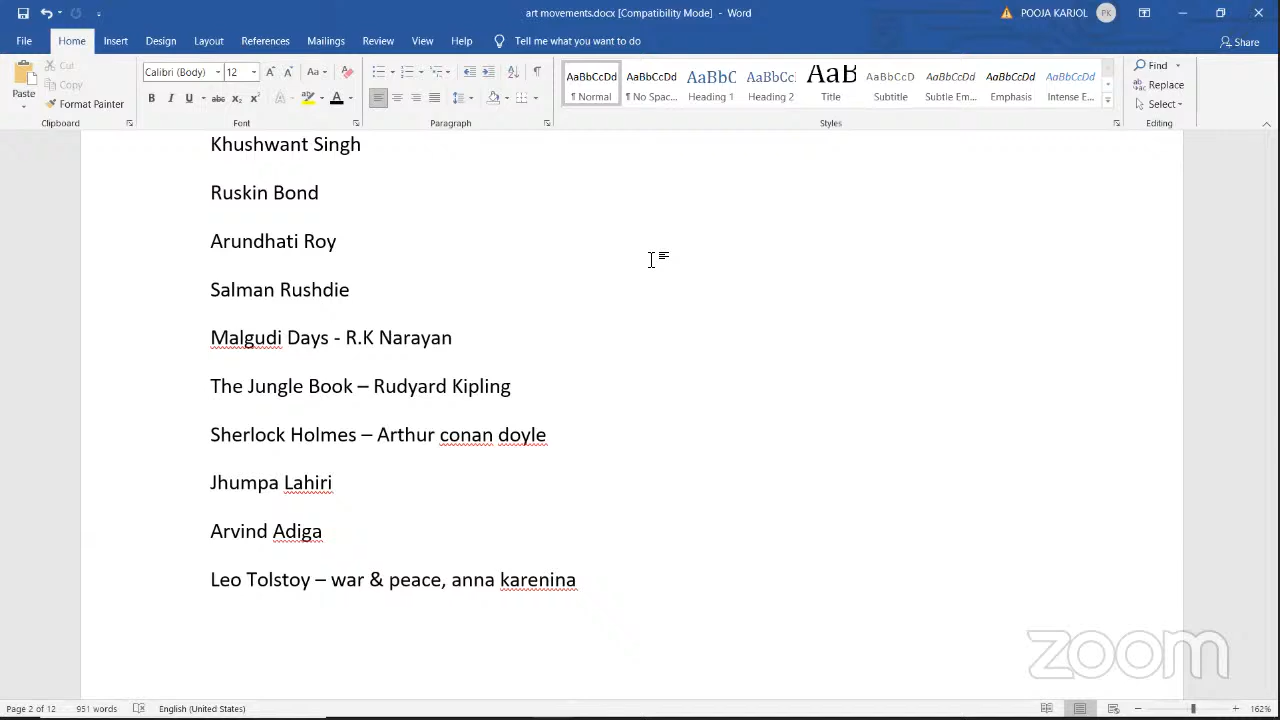 art movements.docx [Compatibility Mode] - Word
POOJA KARJOL
PK
File Home Insert Design Layout References Mailings Review View Help Tell me what you want to do
Share
Paste
Cut
Copy
Format Painter
Clipboard
Calibri (Body) 12
Font
Paragraph
AaBbCcDd
¶ Normal
AaBbCcDd
¶ No Spac...
AaBbC
Heading 1
AaBbCc
Heading 2
AaB
Title
AaBbCcD
Subtitle
AaBbCcDd
Subtle Em...
AaBbCcDd
Emphasis
AaBbCcDd
Intense E...
Styles
Find
Replace
Select
Editing
Khushwant Singh
Ruskin Bond
Arundhati Roy
Salman Rushdie
Malgudi Days - R.K Narayan
The Jungle Book – Rudyard Kipling
Sherlock Holmes – Arthur conan doyle
Jhumpa Lahiri
Arvind Adiga
Leo Tolstoy – war & peace, anna karenina
zoom
Page 2 of 12 951 words English (United States) 162%